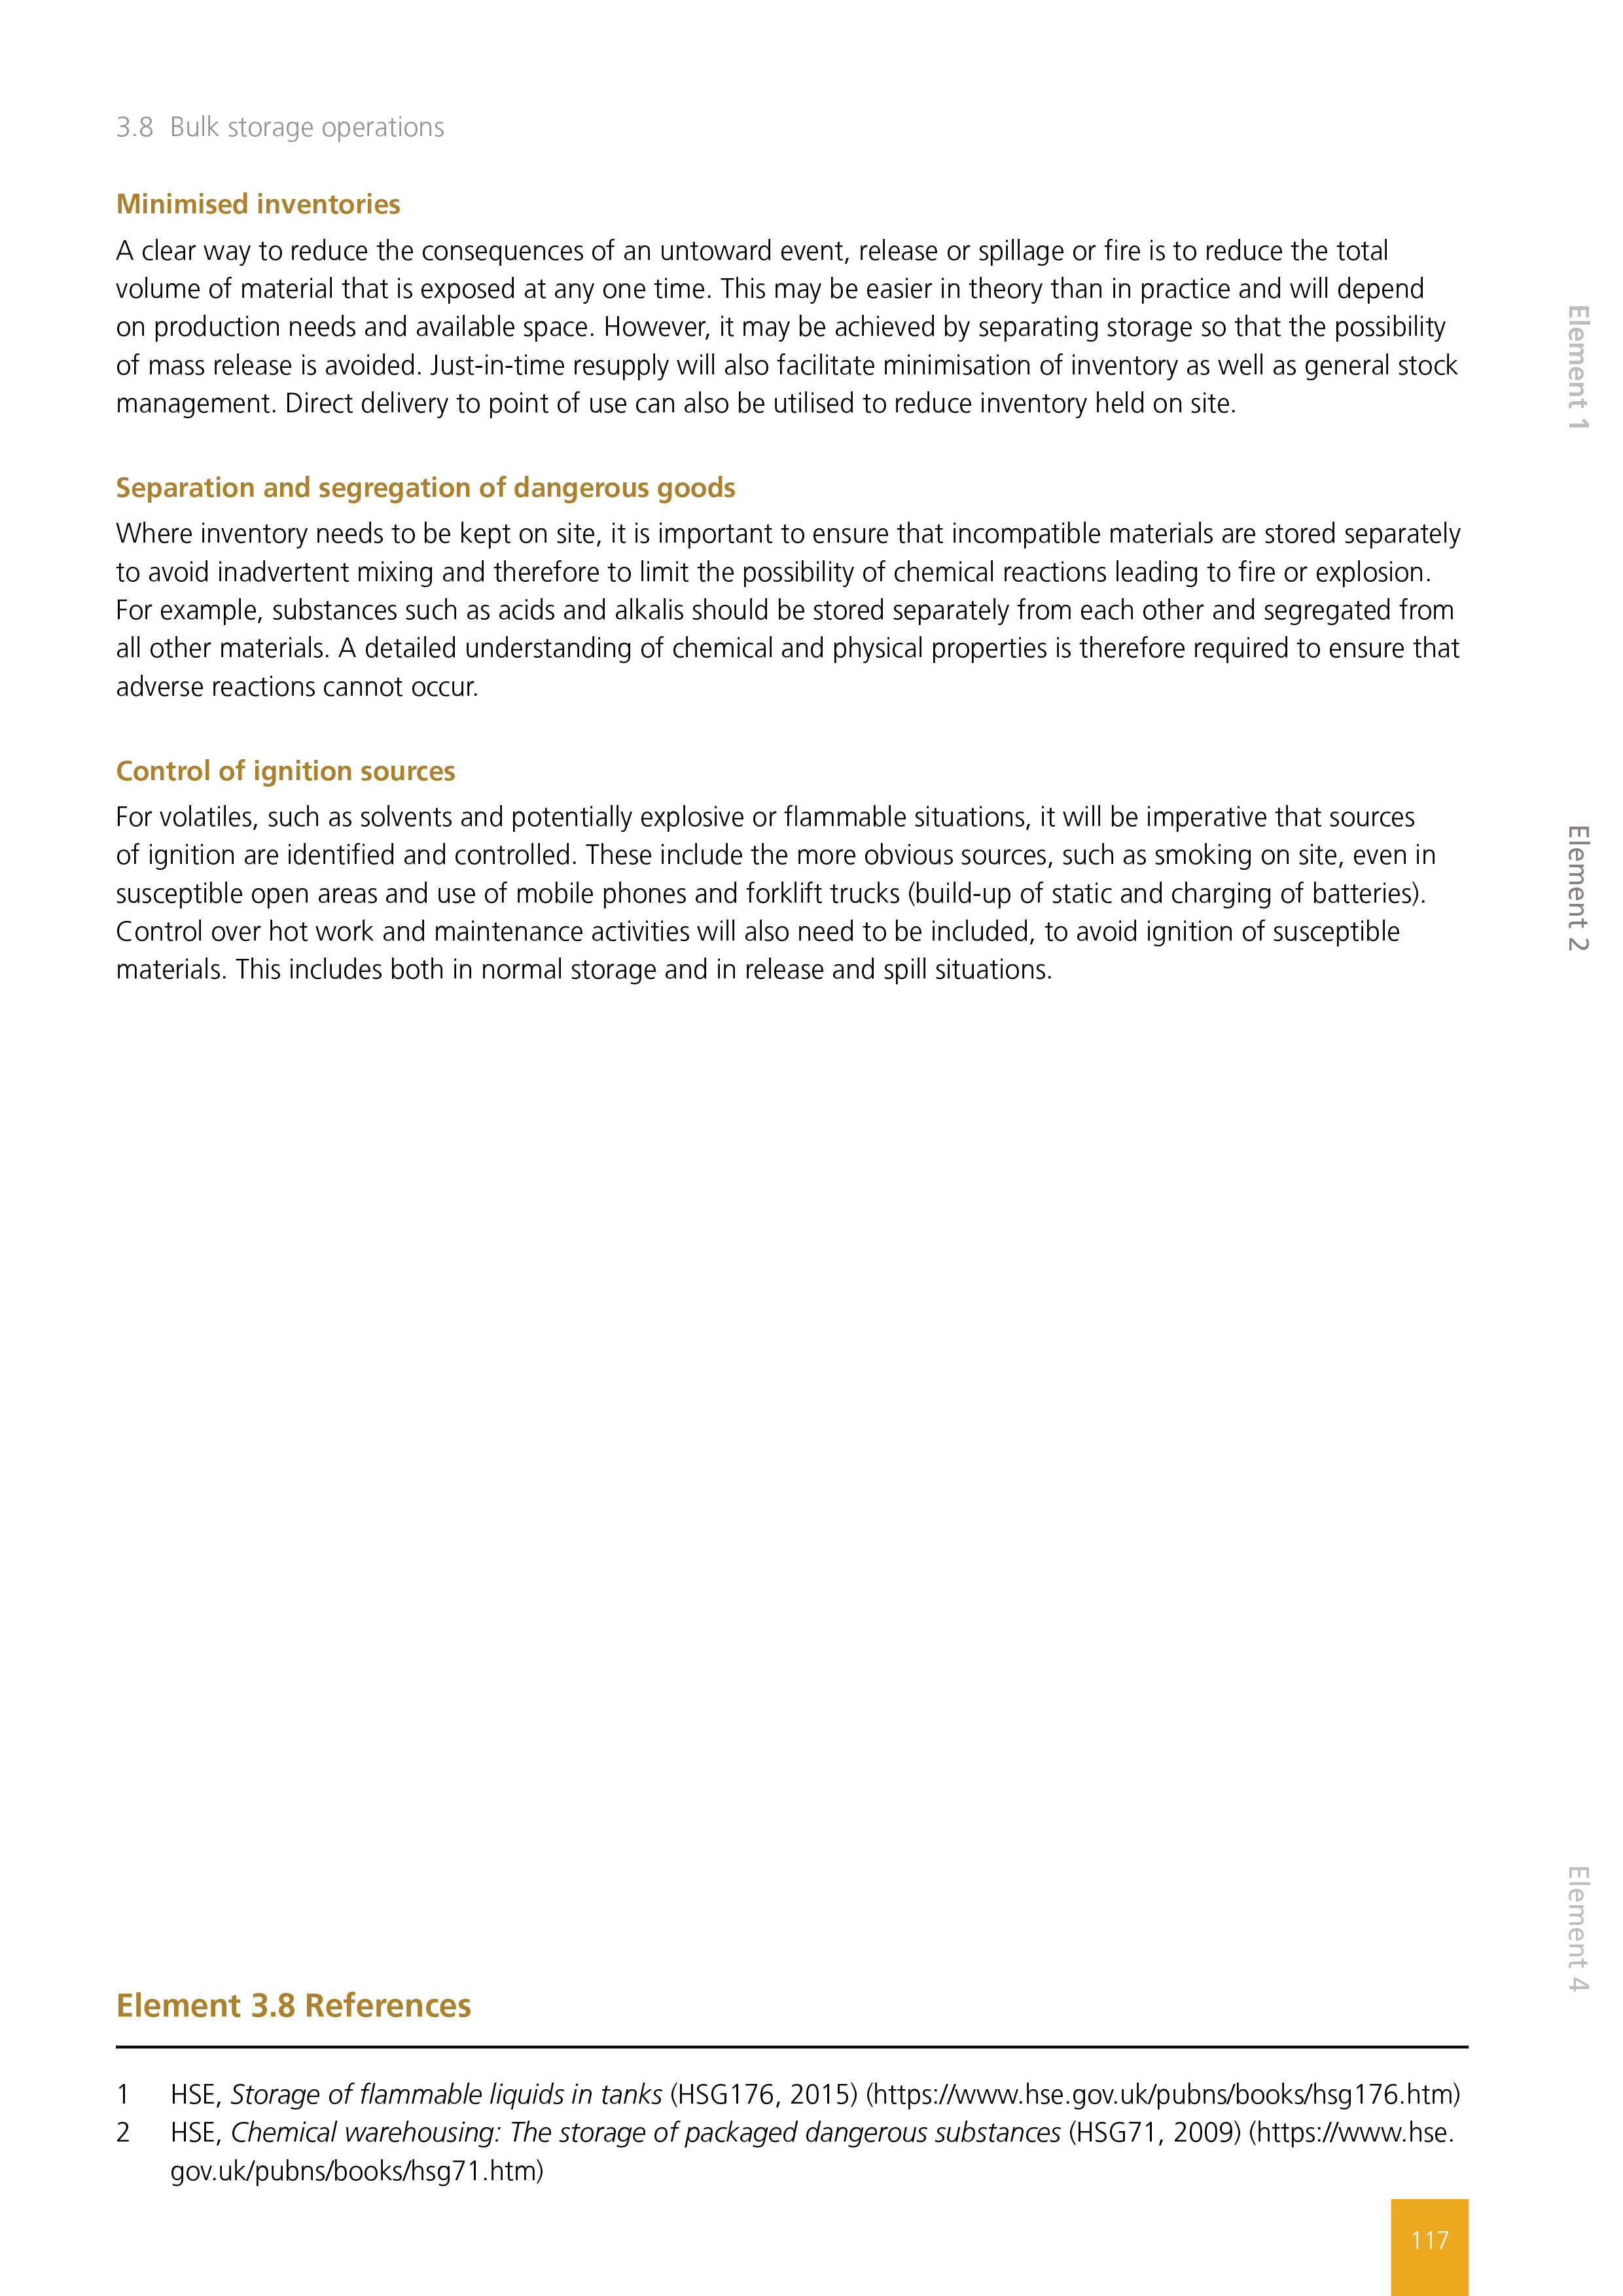 3.8 Bulk storage operations
Minimised inventories
A clear way to reduce the consequences of an untoward event, release or spillage or fire is to reduce the total
volume of material that is exposed at any one time. This may be easier in theory than in practice and will depend
on production needs and available space. However, it may be achieved by separating storage so that the possibility
of mass release is avoided. Just-in-time resupply will also facilitate minimisation of inventory as well as general stock
management. Direct delivery to point of use can also be utilised to reduce inventory held on site.
Separation and segregation of dangerous goods
Where inventory needs to be kept on site, it is important to ensure that incompatible materials are stored separately
to avoid inadvertent mixing and therefore to limit the possibility of chemical reactions leading to fire or explosion.
For example, substances such as acids and alkalis should be stored separately from each other and segregated from
all other materials. A detailed understanding of chemical and physical properties is therefore required to ensure that
adverse reactions cannot occur.
Control of ignition sources
For volatiles, such as solvents and potentially explosive or flammable situations, it will be imperative that sources
of ignition are identified and controlled. These include the more obvious sources, such as smoking on site, even in
susceptible open areas and use of mobile phones and forklift trucks (build-up of static and charging of batteries).
Control over hot work and maintenance activities will also need to be included, to avoid ignition of susceptible
materials. This includes both in normal storage and in release and spill situations.
Element 3.8 References
1 HSE, Storage of flammable liquids in tanks (HSG176, 2015) (https://www.hse.gov.uk/pubns/books/hsg176.htm)
2 HSE, Chemical warehousing: The storage of packaged dangerous substances (HSG71, 2009) (https://www.hse.
gov.uk/pubns/books/hsg71.htm)
117
Element 1
Element 2
Element 4